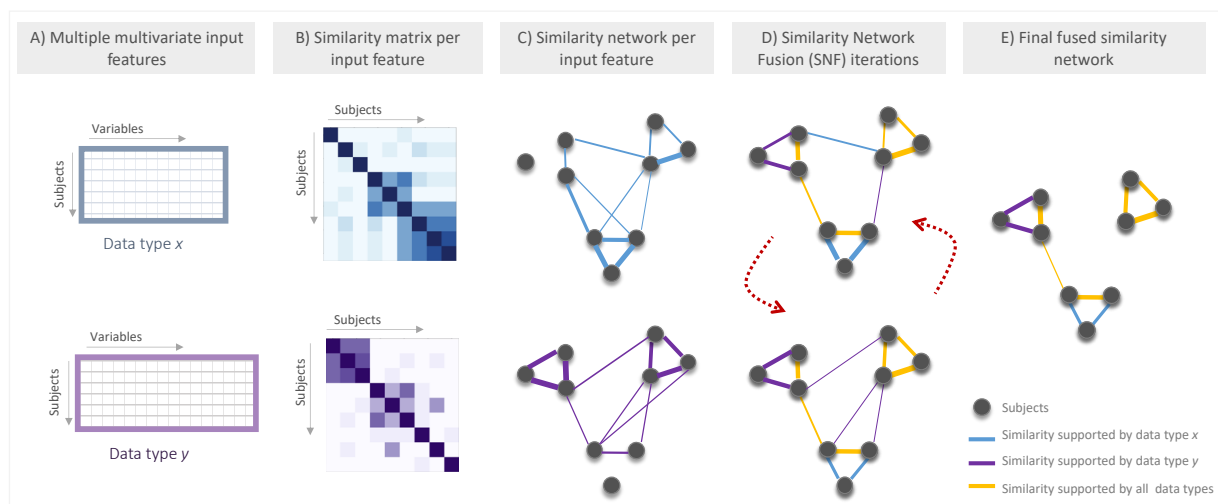 A) Multiple multivariate input
features
B) Similarity matrix per
input feature
C) Similarity network per
input feature
D) Similarity Network
Fusion (SNF) iterations
E) Final fused similarity
network
Variables
Subjects
Data type x
Subjects
Subjects
Variables
Subjects
Data type y
Subjects
Subjects
Subjects
Similarity supported by data type x
Similarity supported by data type y
Similarity supported by all data types